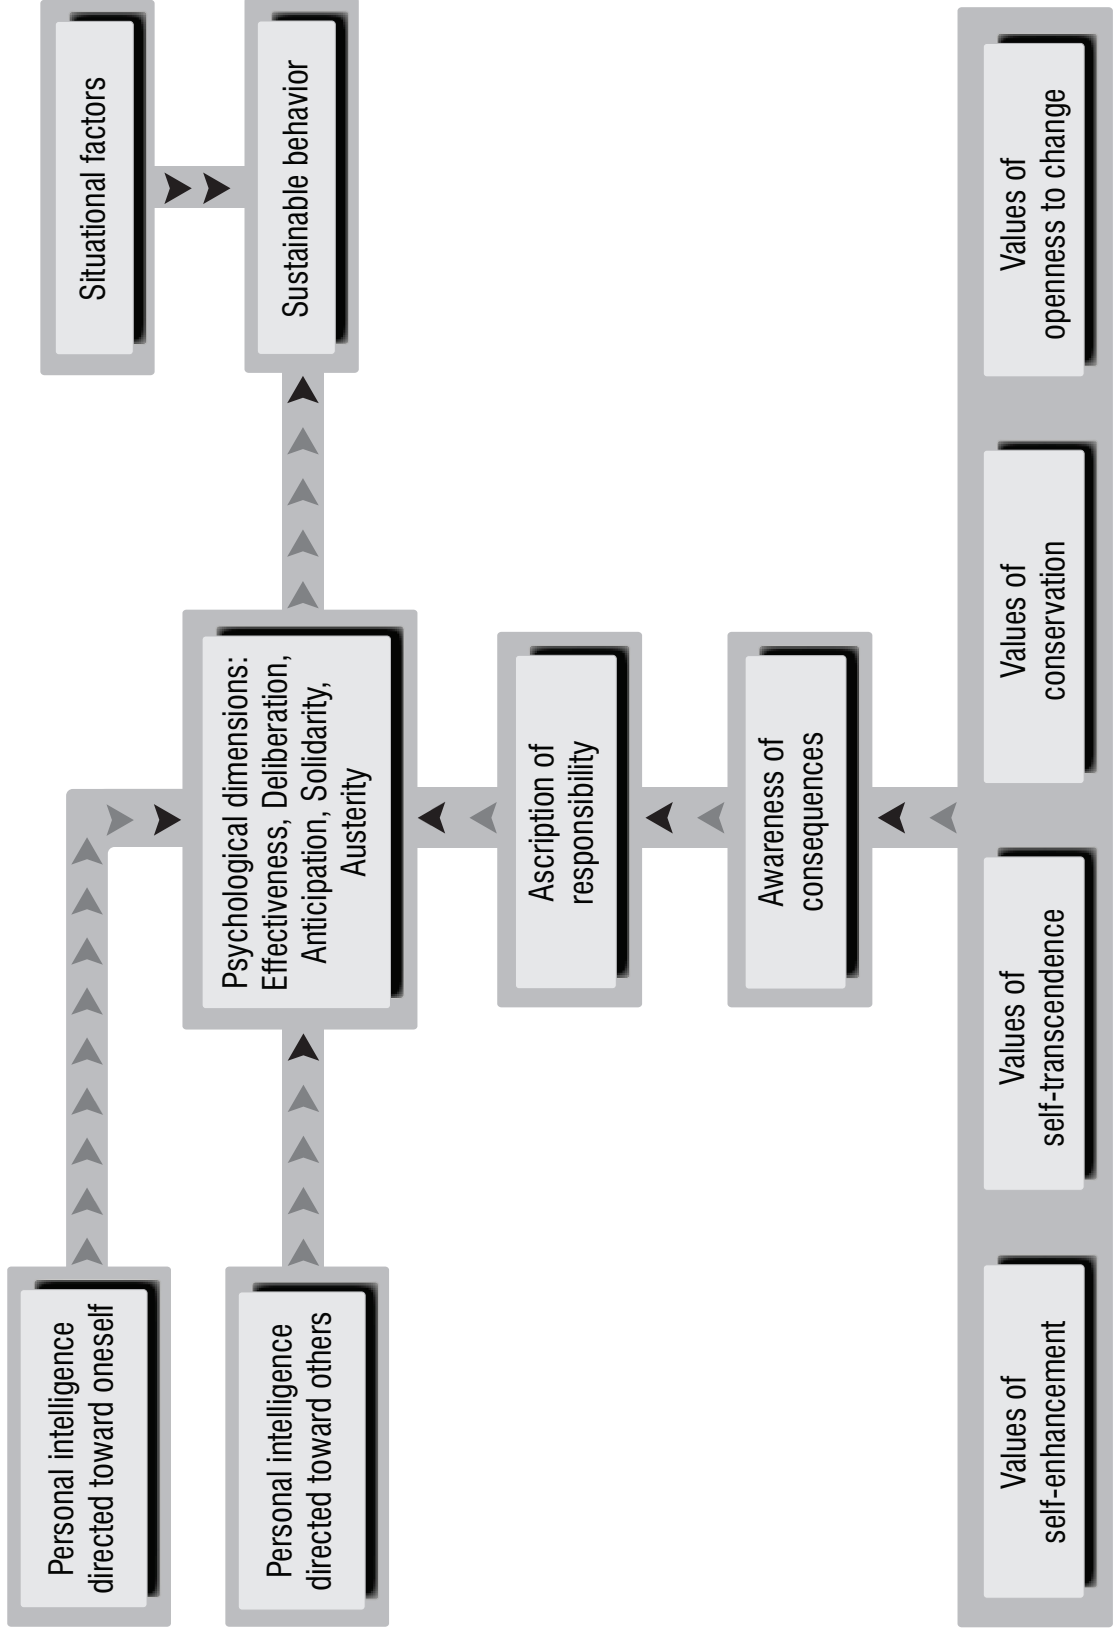 Personal intelligence
directed toward oneself
Situational factors
Personal intelligence
directed toward others
Psychological dimensions:
Effectiveness, Deliberation,
Anticipation, Solidarity,
Austerity
Sustainable behavior
Ascription of
responsibility
Awareness of
consequences
Values of
self-enhancement
Values of
self-transcendence
Values of
conservation
Values of
openness to change